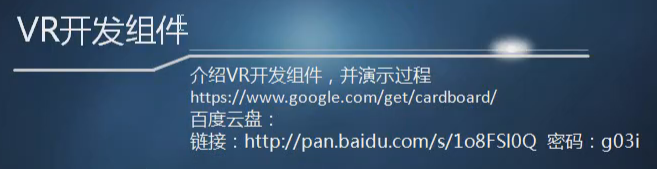 VR开发组件
介绍VR开发组件，并演示过程
https://www.google.com/get/cardboard/
百度云盘：
链接：http://pan.baidu.com/s/1o8FSl0Q 密码：g03i